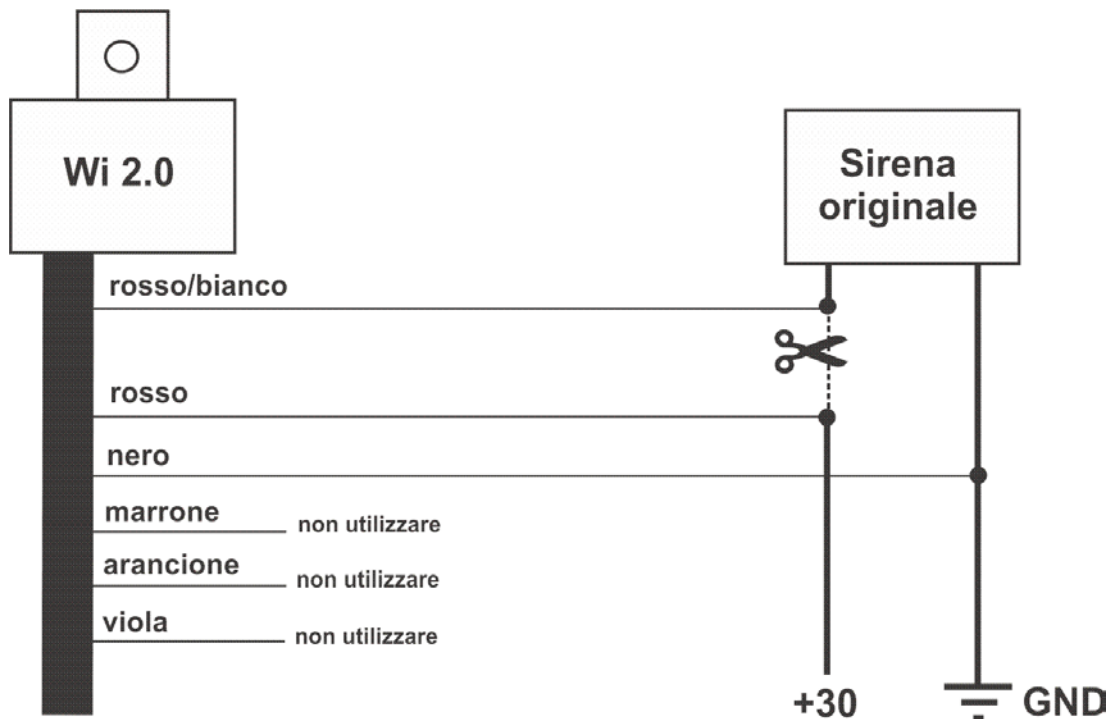 Wi 2.0
Sirena
originale
rosso/bianco
rosso
nero
marrone
non utilizzare
arancione
non utilizzare
viola
non utilizzare
+30
GND